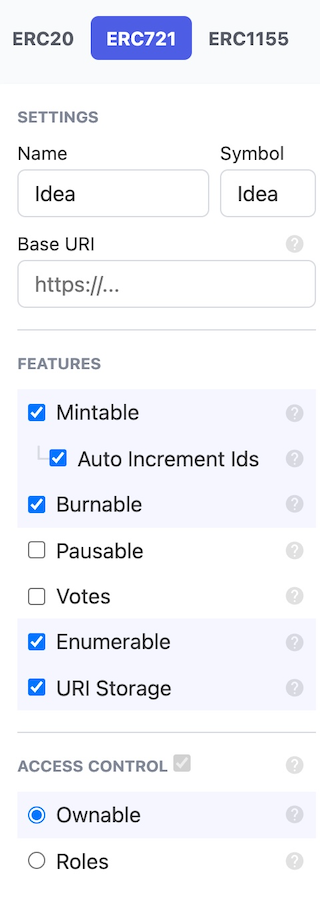 ERC20 ERC721 ERC1155
SETTINGS
Name Symbol
Idea Idea
Base URI ?
https://...
FEATURES
Mintable ?
Auto Increment Ids ?
Burnable ?
Pausable ?
Votes ?
Enumerable ?
URI Storage ?
ACCESS CONTROL ?
Ownable ?
Roles ?